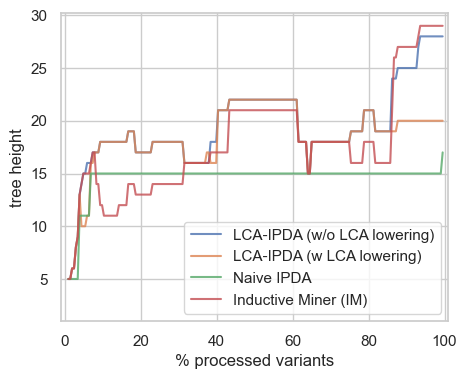 30
25
20
15
10
5
tree height
LCA-IPDA (w/o LCA lowering)
LCA-IPDA (w LCA lowering)
Naive IPDA
Inductive Miner (IM)
0 20 40 60 80 100
% processed variants